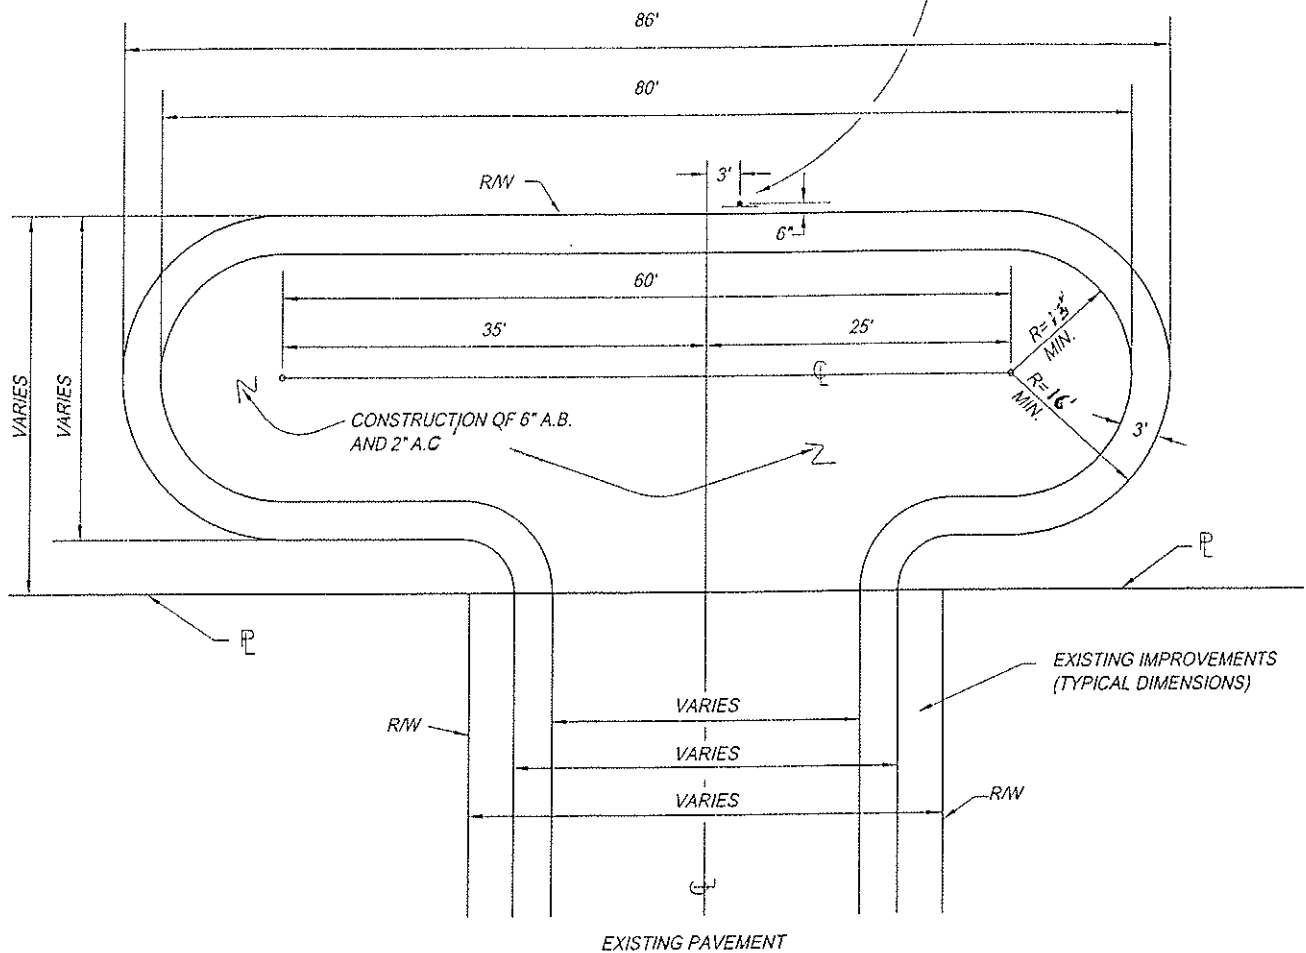 86'
80'
3'
R/W
6"
60'
35'
25'
MIN.
R=16'
MIN.
3'
VARIES
VARIES
CONSTRUCTION OF 6" A.B.
AND 2" A.C
EXISTING IMPROVEMENTS
(TYPICAL DIMENSIONS)
R/W
VARIES
VARIES
VARIES
R/W
EXISTING PAVEMENT